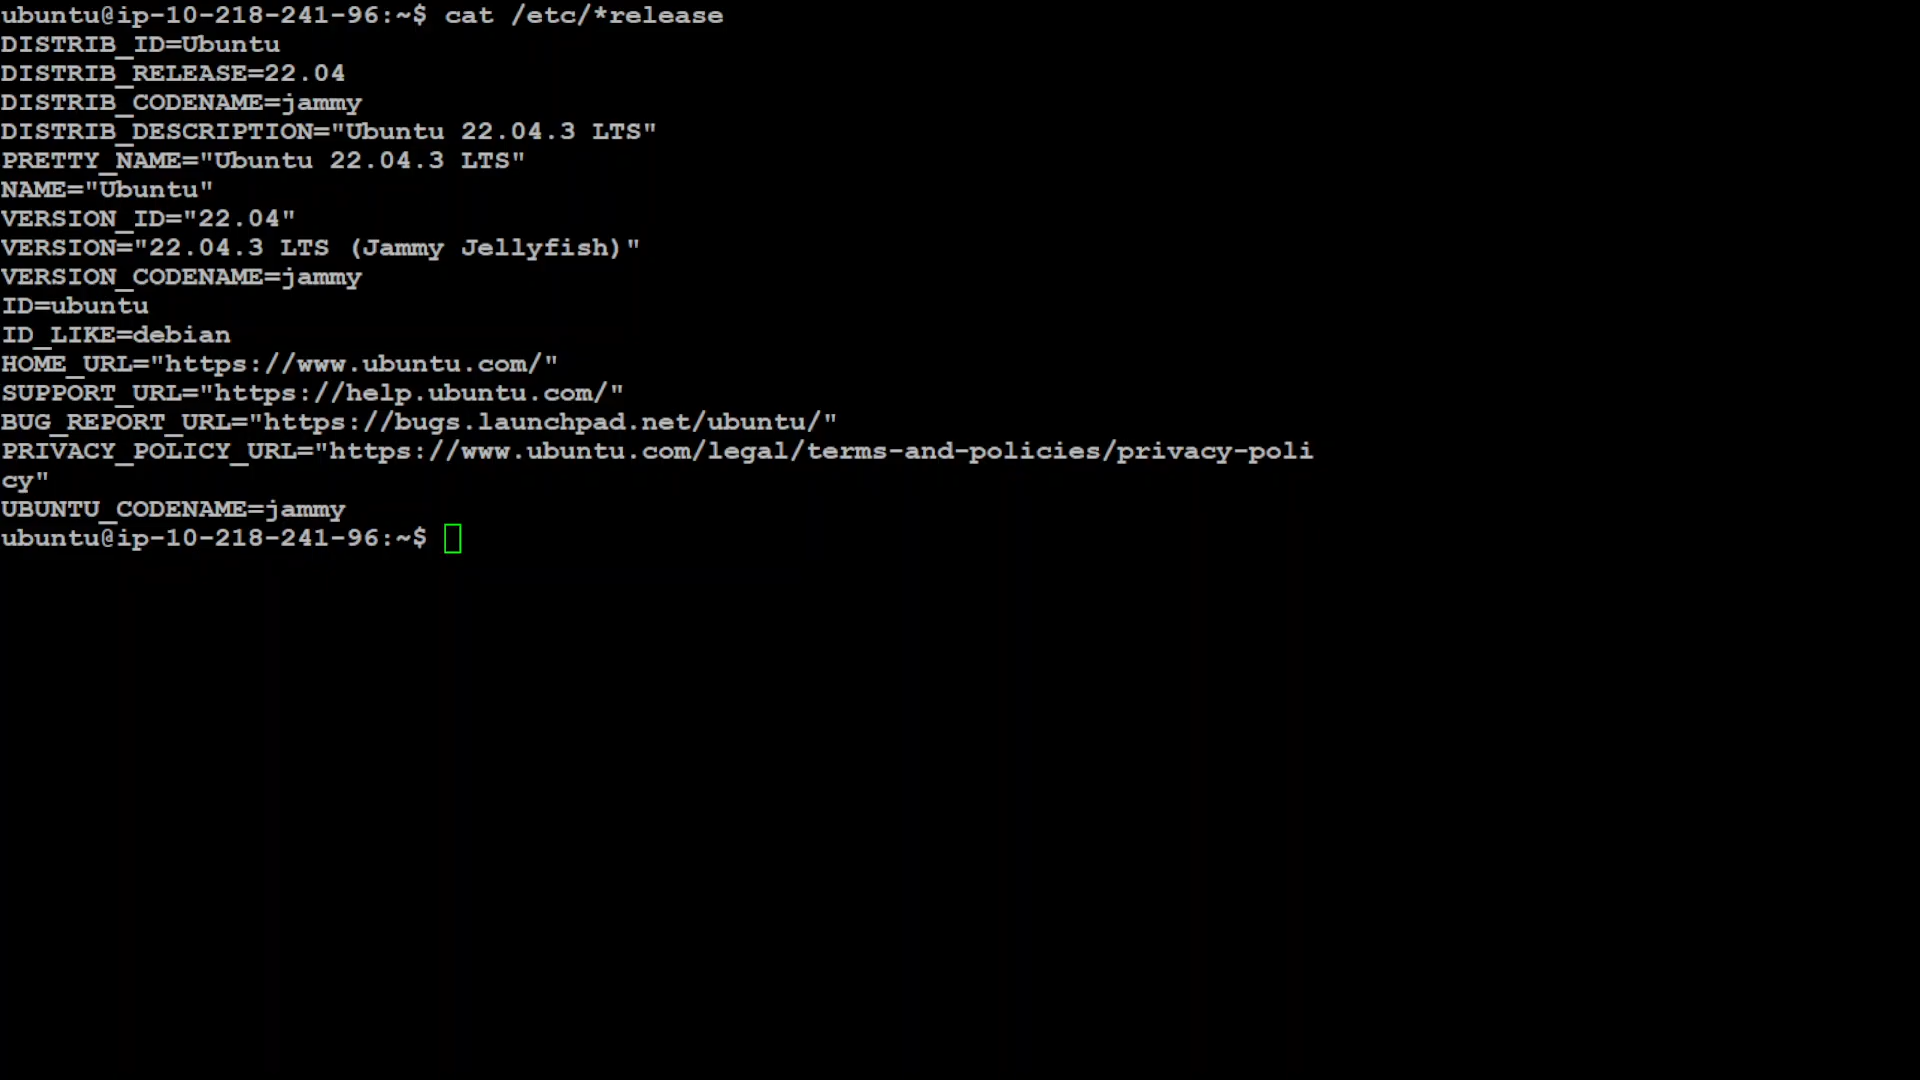 ubuntu@ip-10-218-241-96:~$ cat /etc/*release
DISTRIB_ID=Ubuntu
DISTRIB_RELEASE=22.04
DISTRIB_CODENAME=jammy
DISTRIB_DESCRIPTION="Ubuntu 22.04.3 LTS"
PRETTY_NAME="Ubuntu 22.04.3 LTS"
NAME="Ubuntu"
VERSION_ID="22.04"
VERSION="22.04.3 LTS (Jammy Jellyfish)"
VERSION_CODENAME=jammy
ID=ubuntu
ID_LIKE=debian
HOME_URL="https://www.ubuntu.com/"
SUPPORT_URL="https://help.ubuntu.com/"
BUG_REPORT_URL="https://bugs.launchpad.net/ubuntu/"
PRIVACY_POLICY_URL="https://www.ubuntu.com/legal/terms-and-policies/privacy-poli
cy"
UBUNTU_CODENAME=jammy
ubuntu@ip-10-218-241-96:~$